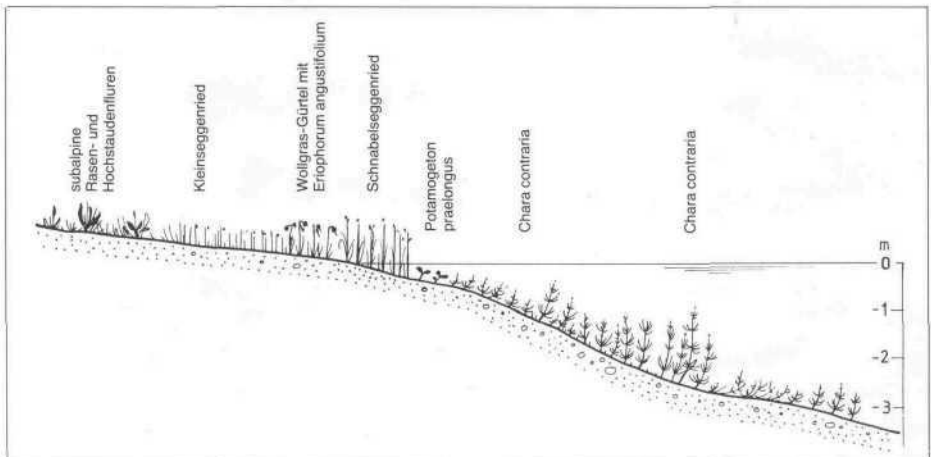 subalpine
Rasen- und
Hochstaudenfluren
Kleinseggenried
Wollgras-Gürtel mit
Eriophorum angustifolium
Schnabelseggenried
Potamogeton
praelongus
Chara contraria
Chara contraria
m
0
-1
-2
-3